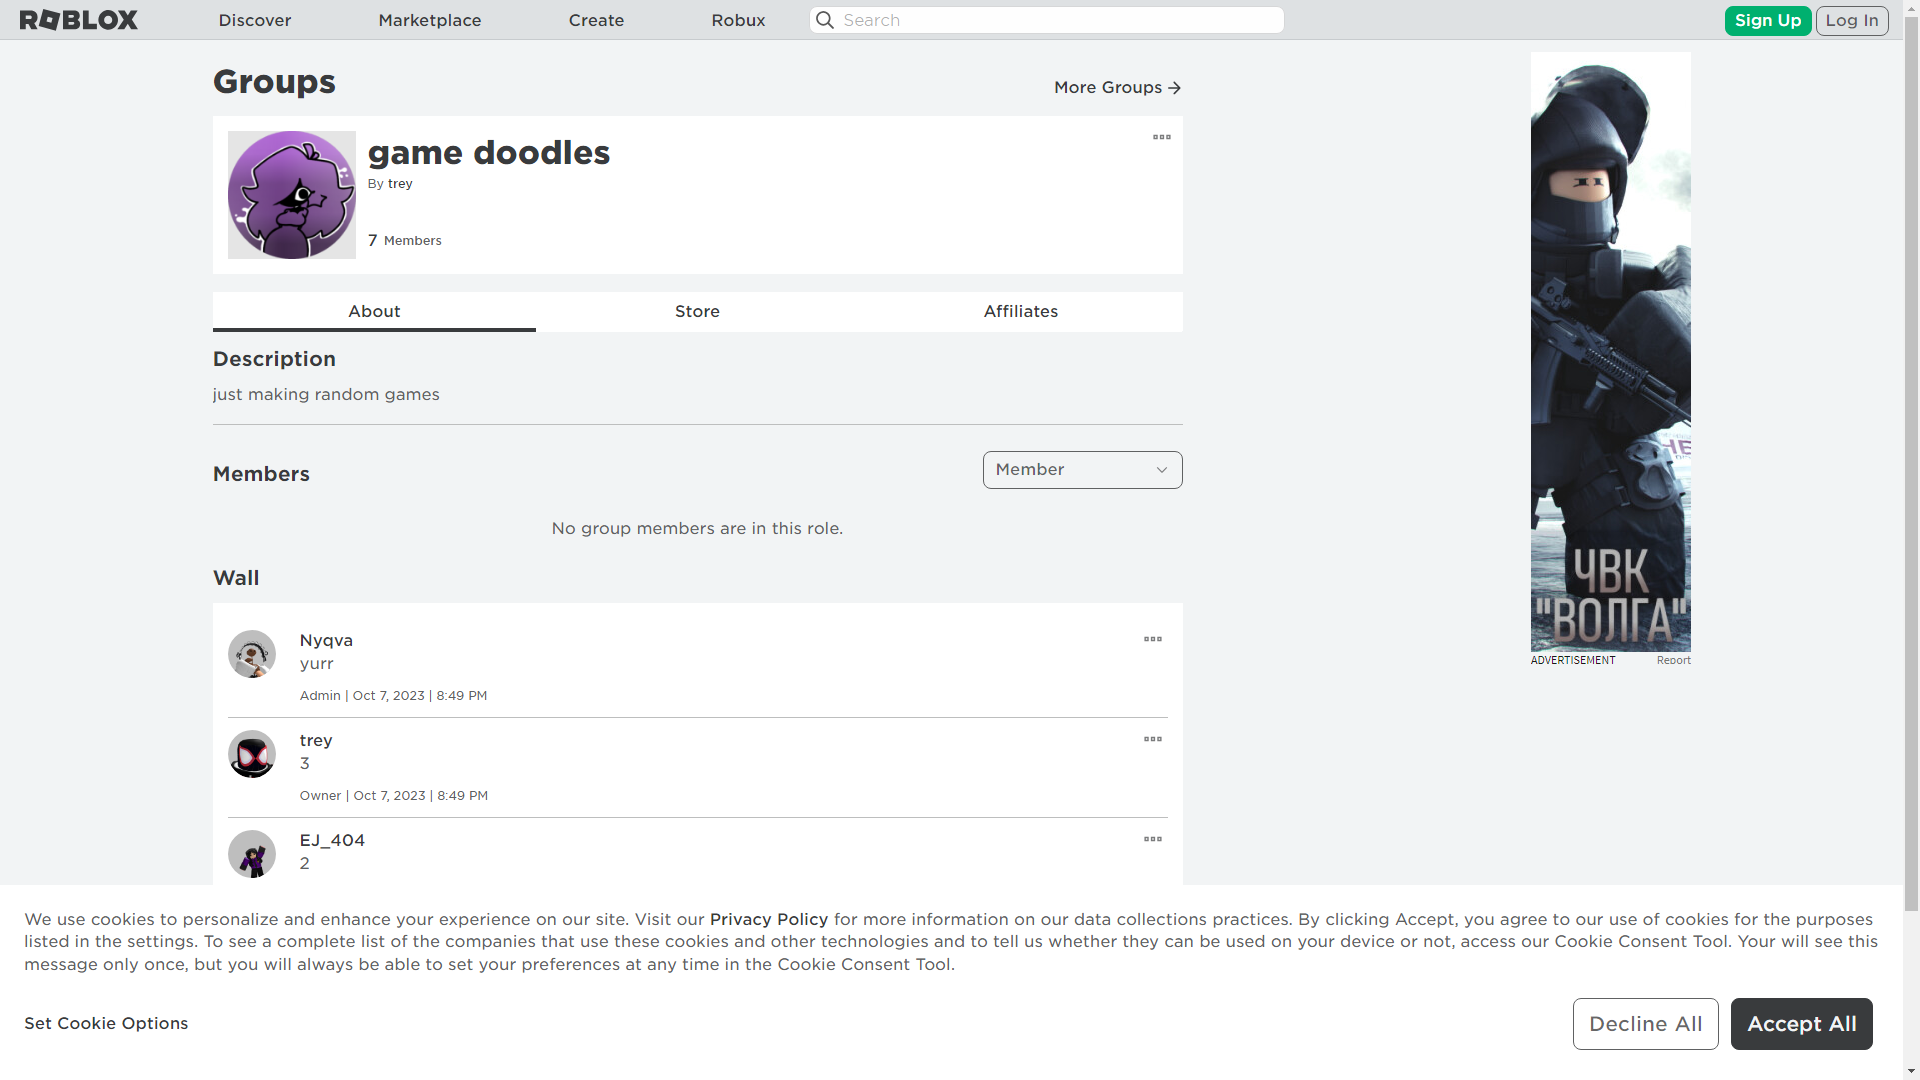 ROBLOX
Discover
Marketplace
Create
Robux
Search
Sign Up
Log In
Groups
More Groups
game doodles
By trey
7 Members
About
Store
Affiliates
Description
just making random games
Members
Member
No group members are in this role.
Wall
Nyqva
yurr
Admin | Oct 7, 2023 | 8:49 PM
trey
3
Owner | Oct 7, 2023 | 8:49 PM
EJ_404
2
ЧВК
"ВОЛГА"
ADVERTISEMENT
Report
We use cookies to personalize and enhance your experience on our site. Visit our Privacy Policy for more information on our data collections practices. By clicking Accept, you agree to our use of cookies for the purposes
listed in the settings. To see a complete list of the companies that use these cookies and other technologies and to tell us whether they can be used on your device or not, access our Cookie Consent Tool. Your will see this
message only once, but you will always be able to set your preferences at any time in the Cookie Consent Tool.
Set Cookie Options
Decline All
Accept All